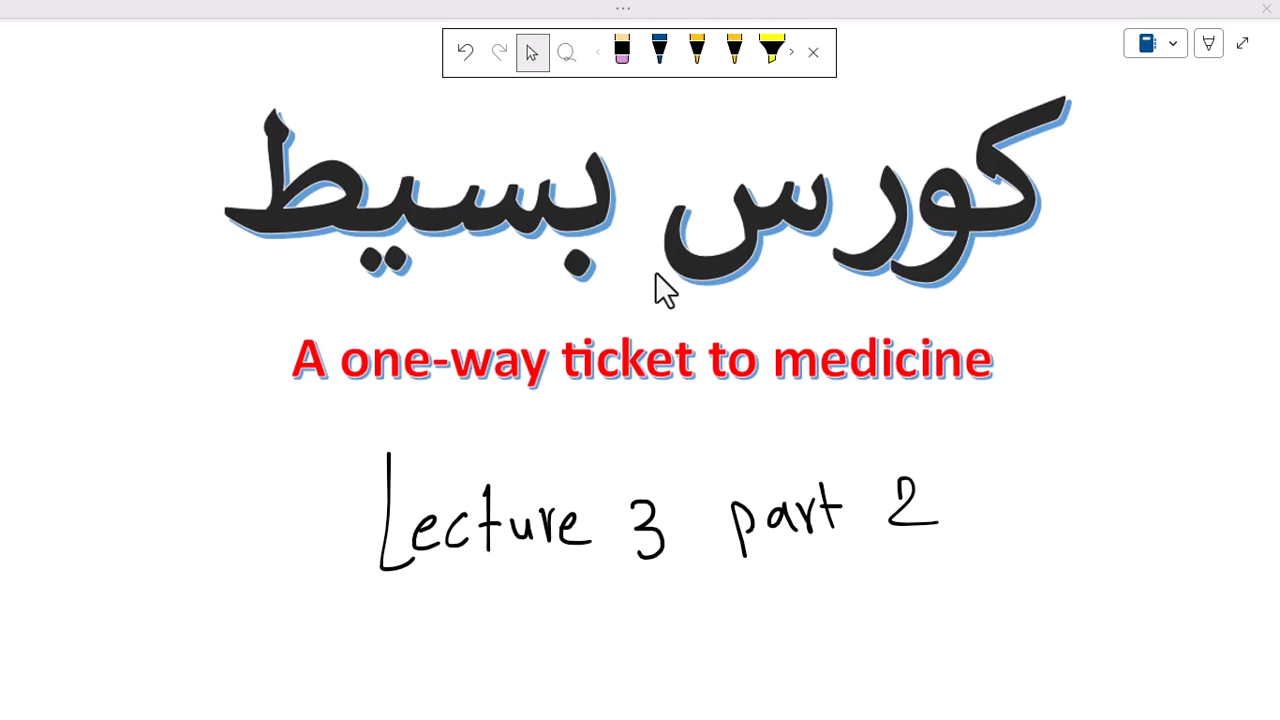 كورس بسيط
A one-way ticket to medicine
Lecture 3 part 2